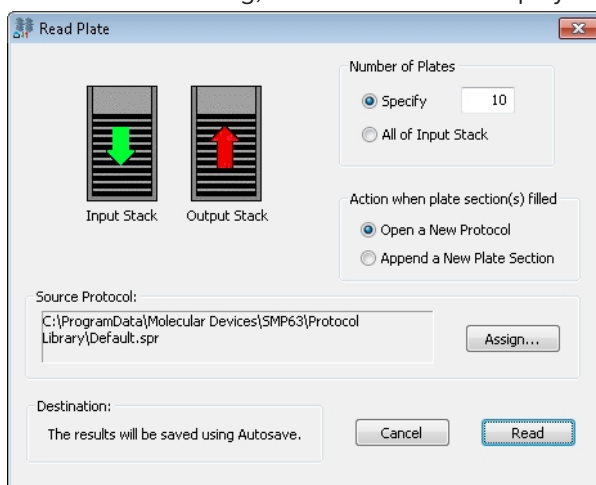 Read Plate
Number of Plates
Specify 10
All of Input Stack
Input Stack Output Stack
Action when plate section(s) filled
Open a New Protocol
Append a New Plate Section
Source Protocol:
C:\ProgramData\Molecular Devices\SMP63\Protocol
Library\Default.spr
Assign...
Destination:
The results will be saved using Autosave.
Cancel Read